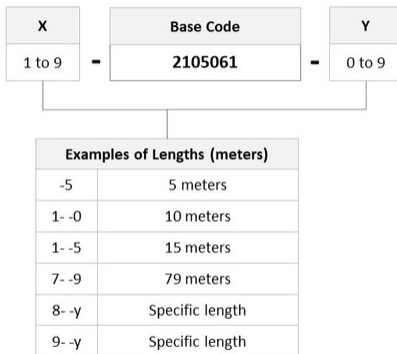 X Base Code Y
1 to 9 - 2105061 - 0 to 9
Examples of Lengths (meters)
-5 5 meters
1- -0 10 meters
1- -5 15 meters
7- -9 79 meters
8- -y Specific length
9- -y Specific length